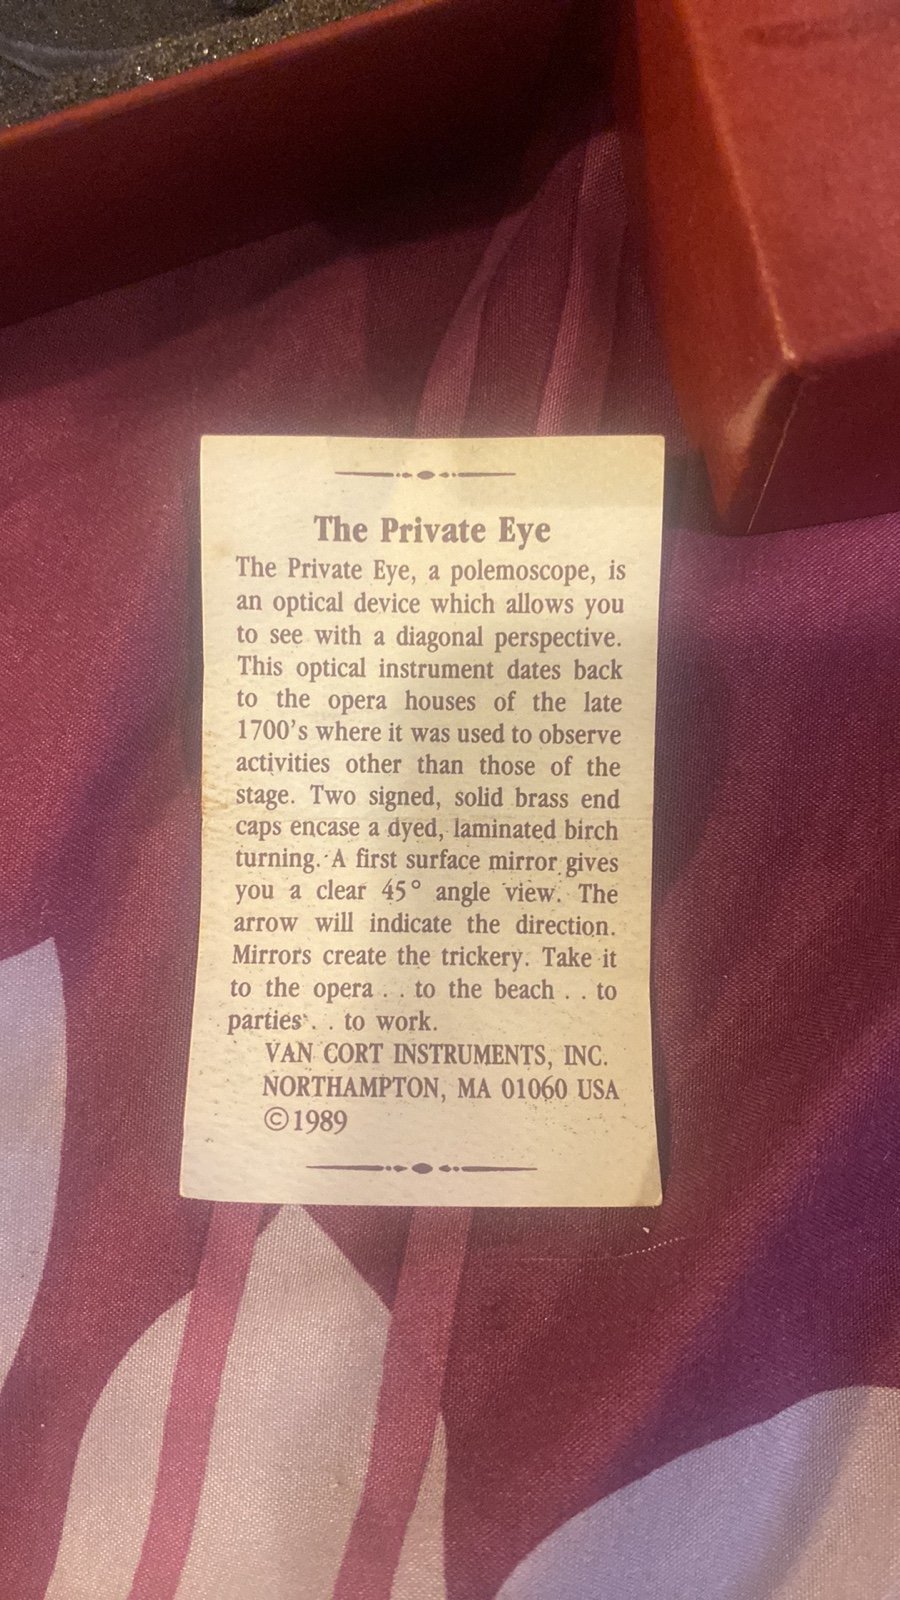 The Private Eye
The Private Eye, a polemoscope, is
an optical device which allows you
to see with a diagonal perspective.
This optical instrument dates back
to the opera houses of the late
1700's where it was used to observe
activities other than those of the
stage. Two signed, solid brass end
caps encase a dyed, laminated birch
turning. A first surface mirror gives
you a clear 45° angle view. The
arrow will indicate the direction.
Mirrors create the trickery. Take it
to the opera . . to the beach . . to
parties . . to work.
VAN CORT INSTRUMENTS, INC.
NORTHAMPTON, MA 01060 USA
©1989